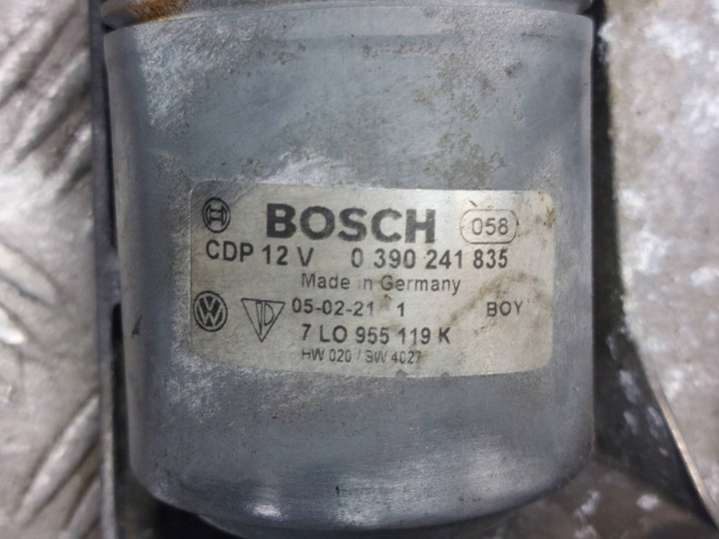 BOSCH 058
CDP 12 V 0 390 241 835
Made in Germany
05-02-21 1 BOY
7 L0 955 119 K
HW 020 / SW 4027